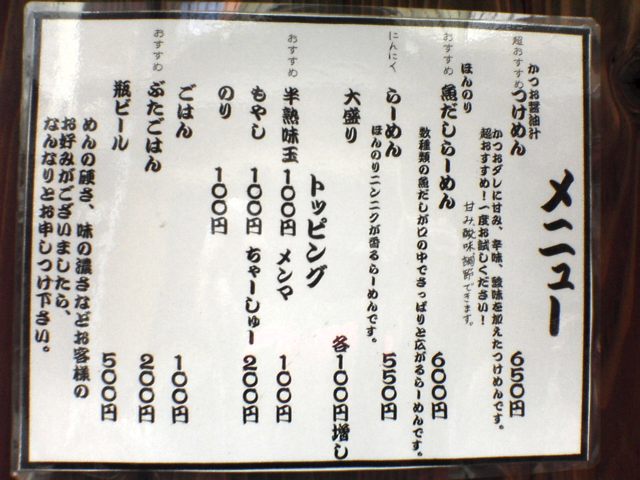 メニュー
超おすすめ かつお醤油汁 つけめん 650円
かつおダシに甘み、辛味、酸味を加えたつけめんです。
超おすすめ!一度お試しください!
甘み、酸味調節できます。
おすすめ ほんのり 魚だしらーめん 600円
数種類の魚だしが口の中でさっぱりと広がるらーめんです。
にんにく らーめん 550円
ほんのりニンニクが香るらーめんです。
大盛り 各100円増し
トッピング
おすすめ 半熟味玉 100円 メンマ 100円
もやし 100円 ちゃーしゅー 200円
のり 100円
ごはん 100円
おすすめ ぶたごはん 200円
瓶ビール 500円
めんの硬さ、味の濃さなどお客様の
お好みがございましたら、
なんなりとお申しつけ下さい。